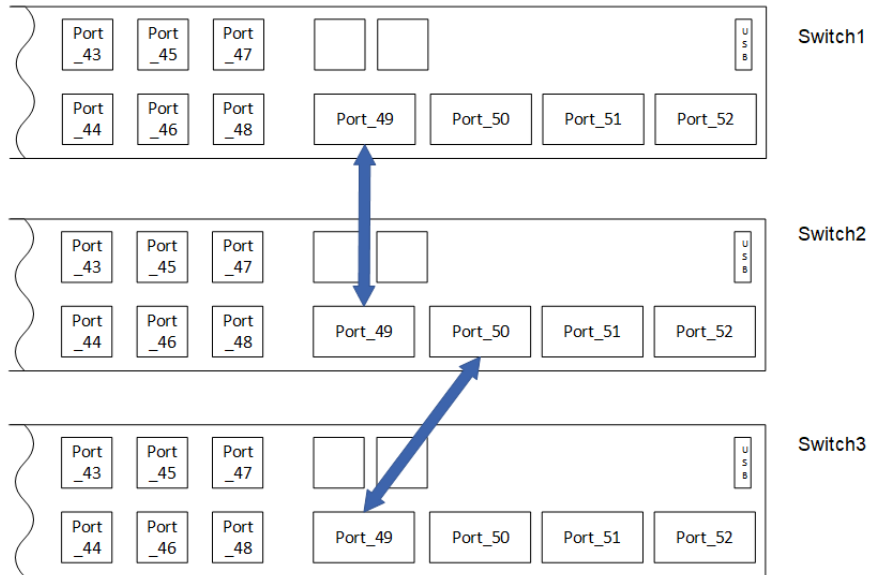 Port
_43
Port
_45
Port
_47
U
S
B
Switch1
Port
_44
Port
_46
Port
_48
Port_49
Port_50
Port_51
Port_52
Port
_43
Port
_45
Port
_47
U
S
B
Switch2
Port
_44
Port
_46
Port
_48
Port_49
Port_50
Port_51
Port_52
Port
_43
Port
_45
Port
_47
U
S
B
Switch3
Port
_44
Port
_46
Port
_48
Port_49
Port_50
Port_51
Port_52